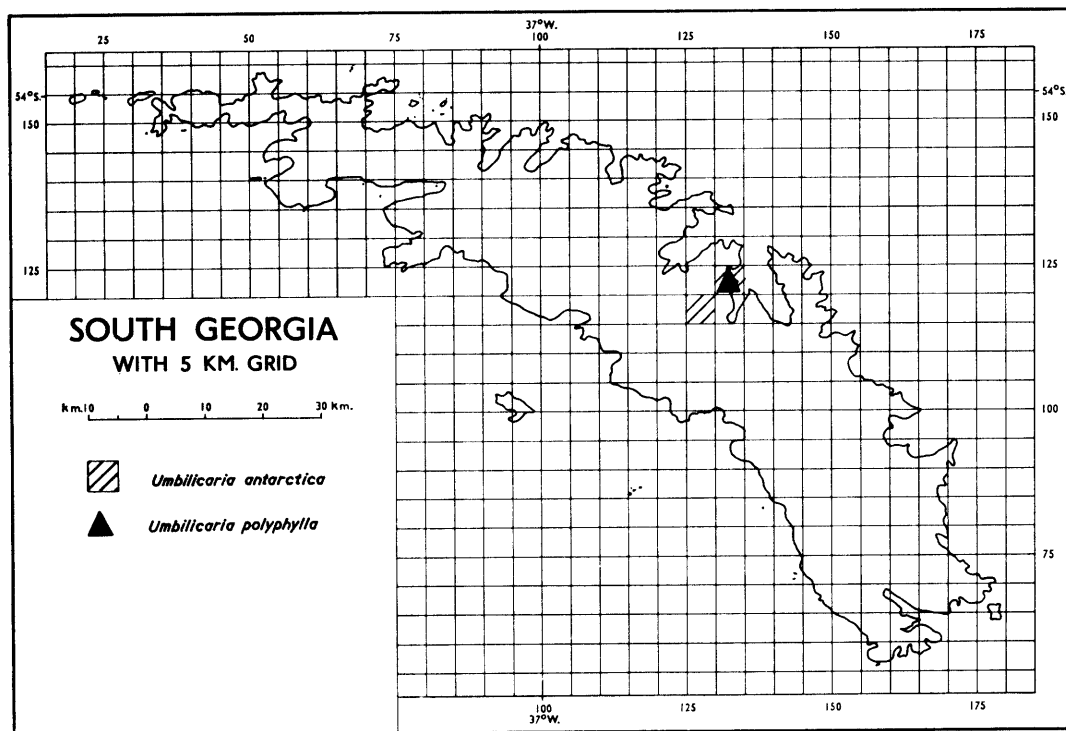 37°W.
25 50 75 100 125 150 175
54°S. 54°S.
150 150
125 125
SOUTH GEORGIA
WITH 5 KM. GRID
km.10 0 10 20 30 km.
100
Umbilicaria antarctica
Umbilicaria polyphylla
75
100 125 150 175
37°W.